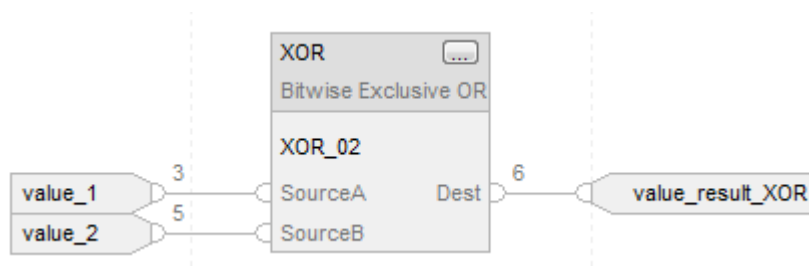 XOR
...
Bitwise Exclusive OR
XOR_02
value_1 3 SourceA Dest 6 value_result_XOR
value_2 5 SourceB